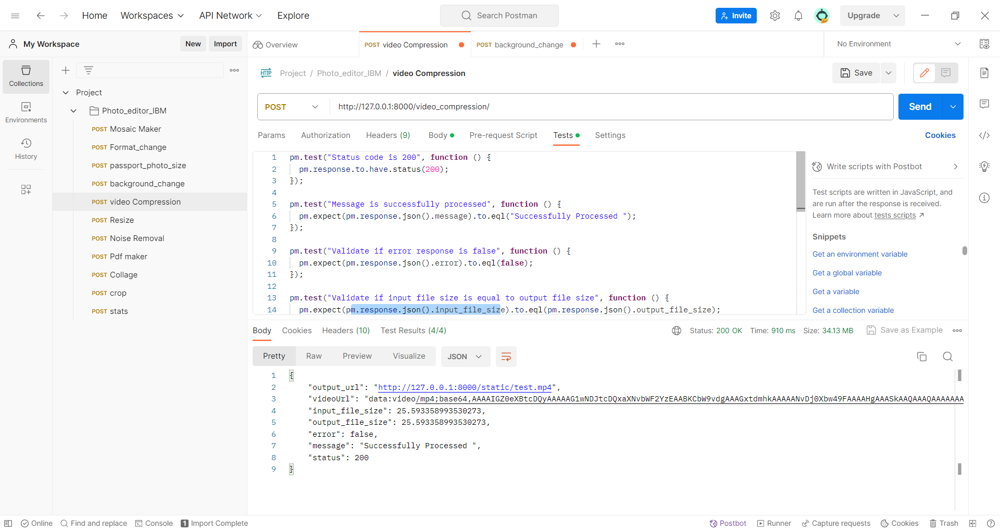 Home Workspaces API Network Explore Search Postman Invite Upgrade
My Workspace New Import Overview POST video Compression POST background_change No Environment
Collections
Environments
History
Project
Photo_editor_IBM
POST Mosaic Maker
POST Format_change
POST passport_photo_size
POST background_change
POST video Compression
POST Resize
POST Noise Removal
POST Pdf maker
POST Collage
POST crop
POST stats
HTTP Project / Photo_editor_IBM / video Compression Save
POST http://127.0.0.1:8000/video_compression/ Send
Params Authorization Headers (9) Body Pre-request Script Tests Settings Cookies
1 pm.test("Status code is 200", function () {
2 pm.response.to.have.status(200);
3 });
4
5 pm.test("Message is successfully processed", function () {
6 pm.expect(pm.response.json().message).to.eql("Successfully Processed ");
7 });
8
9 pm.test("Validate if error response is false", function () {
10 pm.expect(pm.response.json().error).to.eql(false);
11 });
12
13 pm.test("Validate if input file size is equal to output file size", function () {
14 pm.expect(pm.response.json().input_file_size).to.eql(pm.response.json().output_file_size);
Write scripts with Postbot
Test scripts are written in JavaScript, and
are run after the response is received.
Learn more about tests scripts
Snippets
Get an environment variable
Get a global variable
Get a variable
Get a collection variable
Body Cookies Headers (10) Test Results (4/4) Status: 200 OK Time: 910 ms Size: 34.13 MB Save as Example
Pretty Raw Preview Visualize JSON
1 {
2 "output_url": "http://127.0.0.1:8000/static/test.mp4",
3 "videoUrl": "data:video/mp4;base64,AAAAIGZ0eXBtcDQyAAAAAG1wNDJtcDQxaXNvbWF2YzEAABKCbW9vdgAAAGxtdmhkAAAAANvDj0Xbw49FAAAAHgAAASkAAQAAAQAAAAAAA
4 "input_file_size": 25.593358993530273,
5 "output_file_size": 25.593358993530273,
6 "error": false,
7 "message": "Successfully Processed ",
8 "status": 200
9 }
Online Find and replace Console 1 Import Complete Postbot Runner Capture requests Cookies Trash